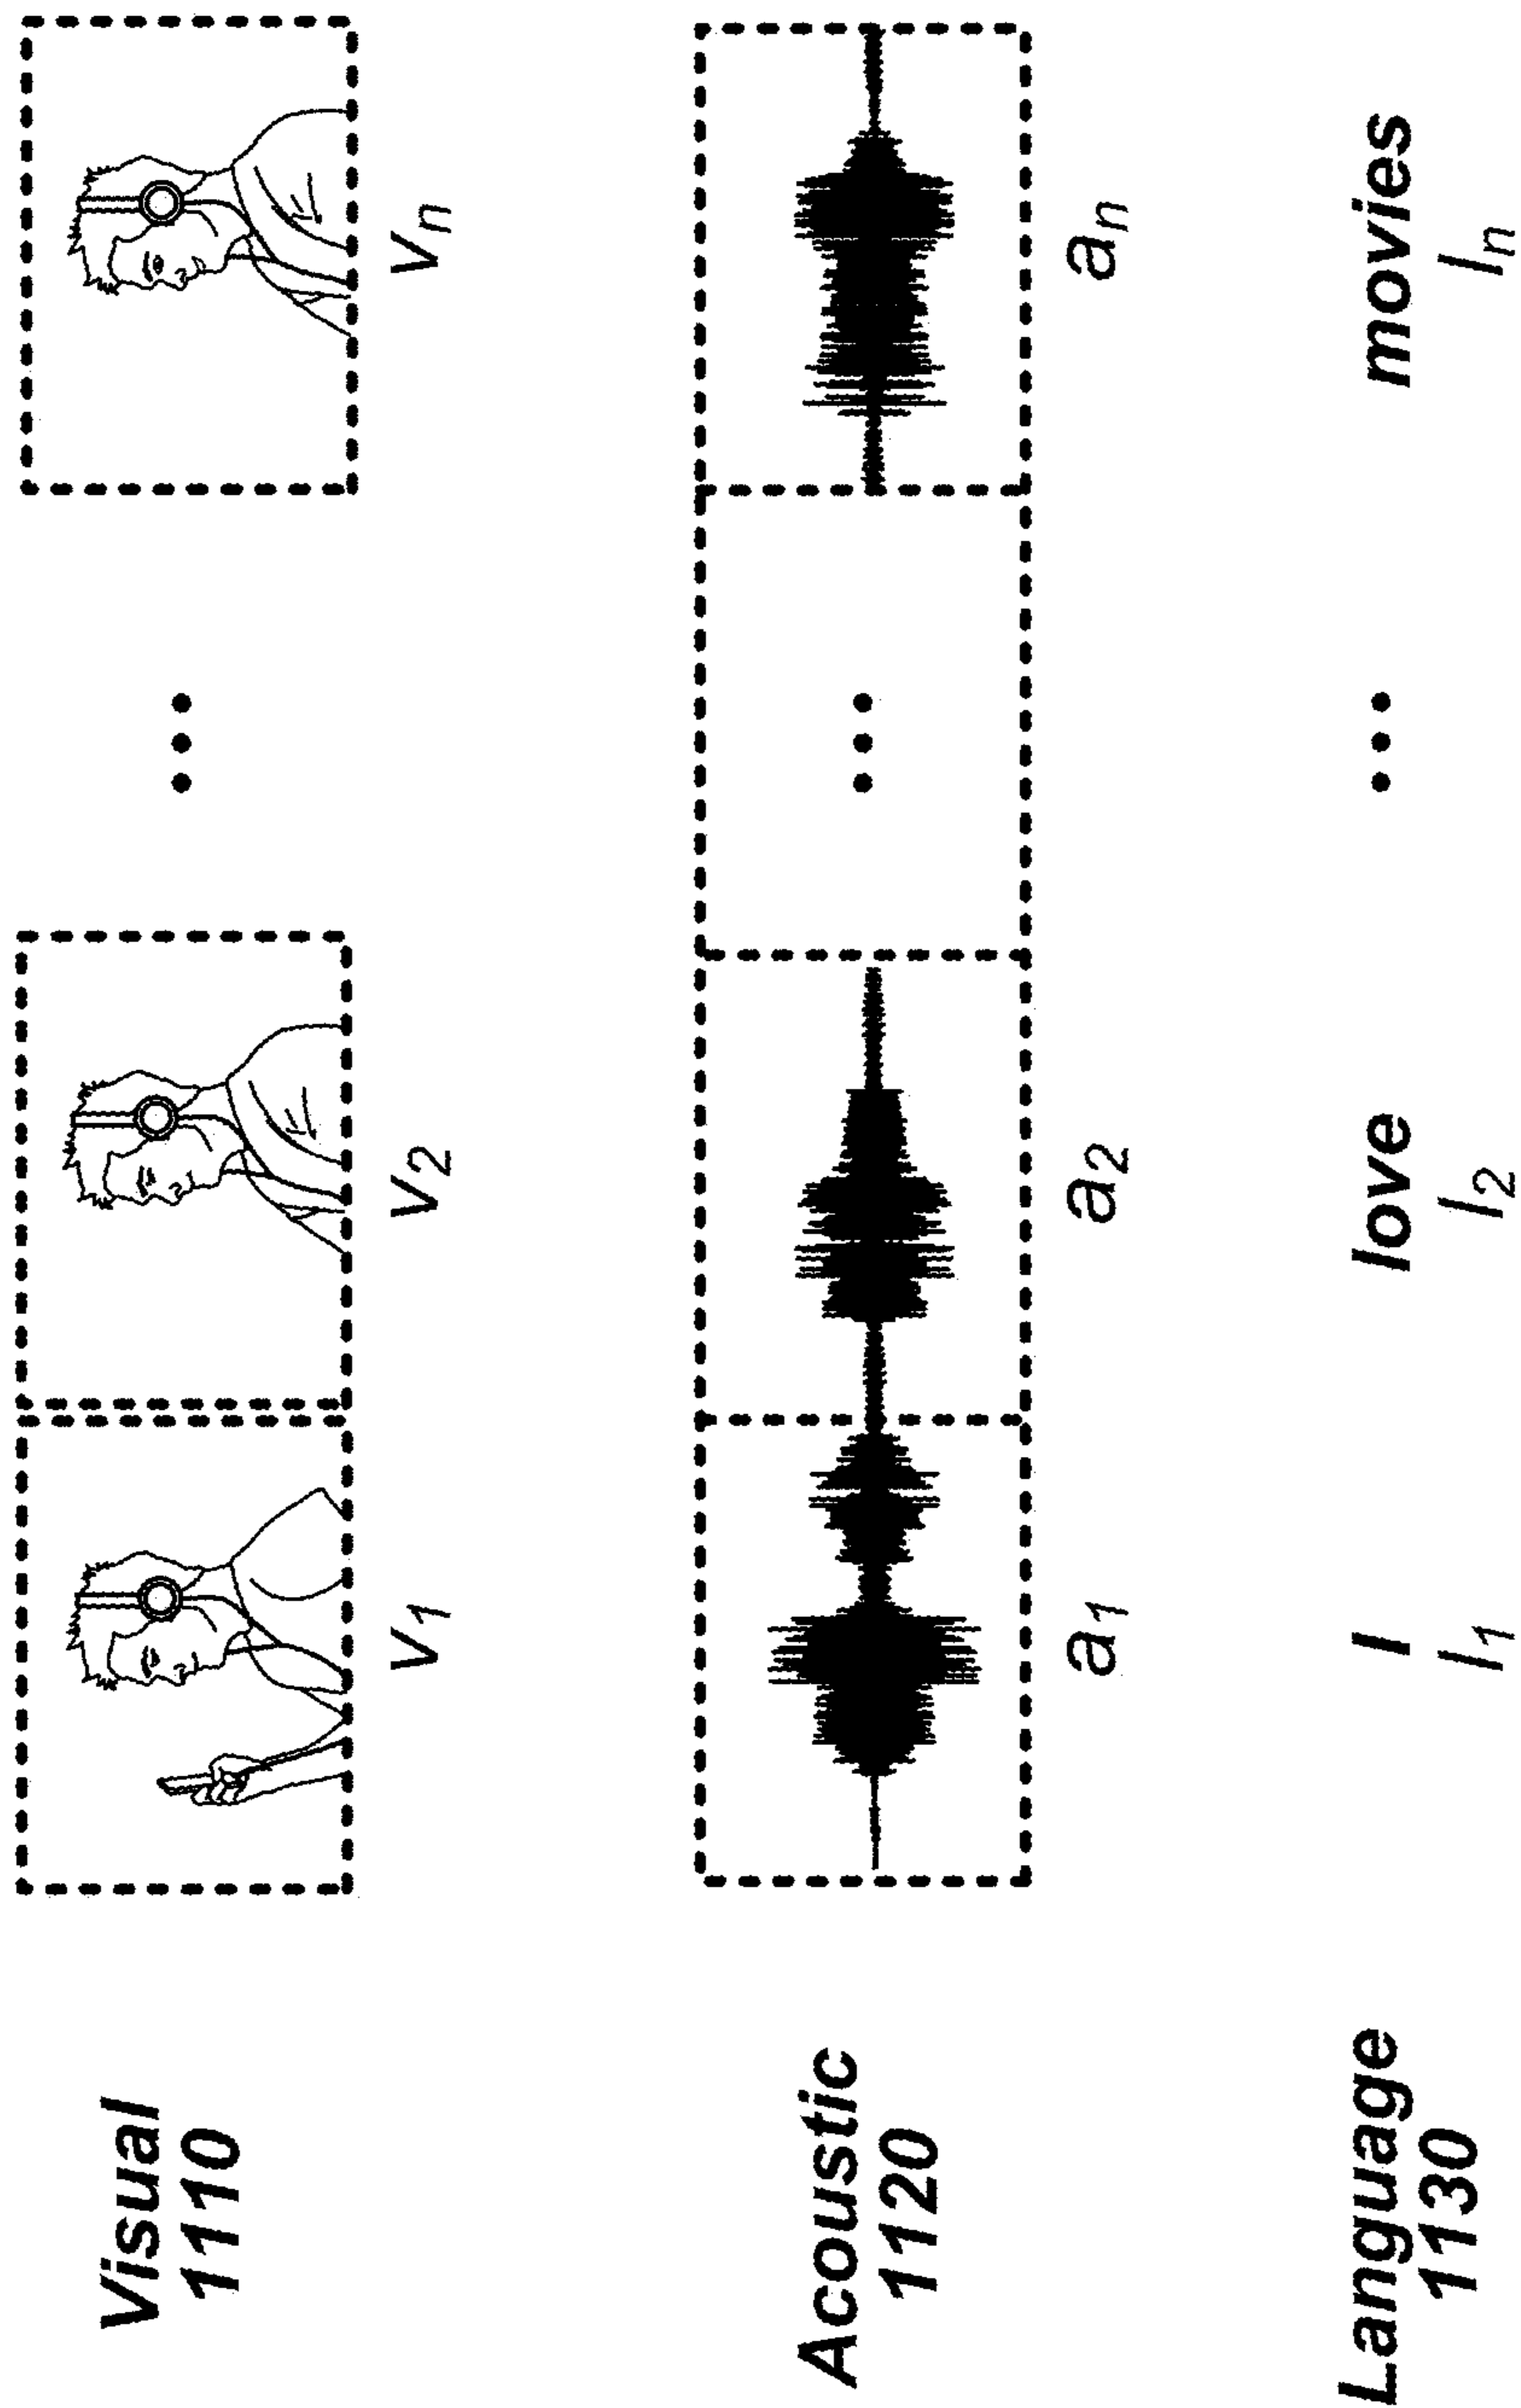 Visual
1110
v1 v2 ... vn
Acoustic
1120
... 
a1 a2 an
Language
1130
I love ... movies
l1 l2 ln